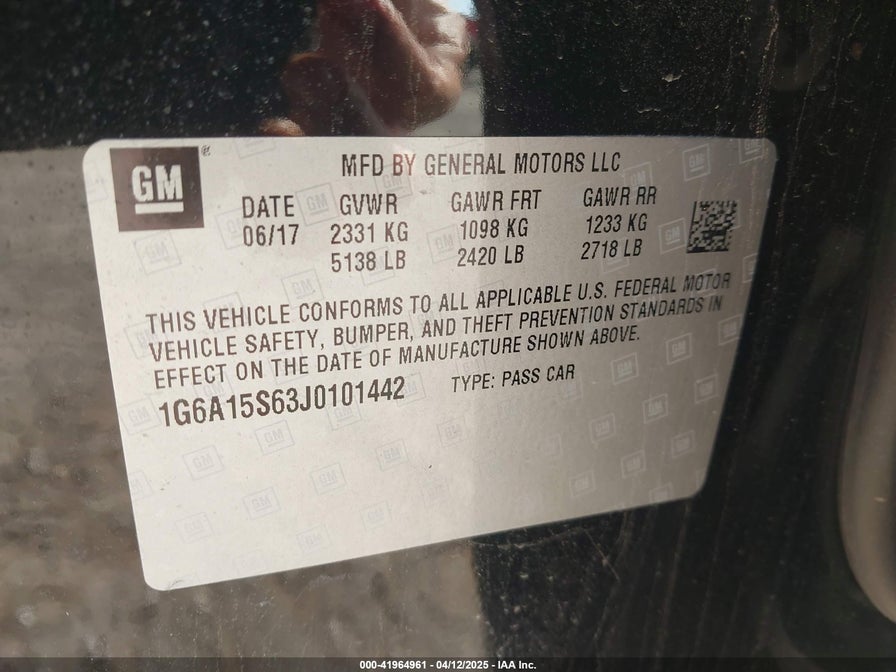 GM
MFD BY GENERAL MOTORS LLC
DATE GVWR GAWR FRT GAWR RR
06/17 2331 KG 1098 KG 1233 KG
5138 LB 2420 LB 2718 LB
THIS VEHICLE CONFORMS TO ALL APPLICABLE U.S. FEDERAL MOTOR
VEHICLE SAFETY, BUMPER, AND THEFT PREVENTION STANDARDS IN
EFFECT ON THE DATE OF MANUFACTURE SHOWN ABOVE.
1G6A15S63J0101442 TYPE: PASS CAR
000-41964961 - 04/12/2025 - IAA Inc.